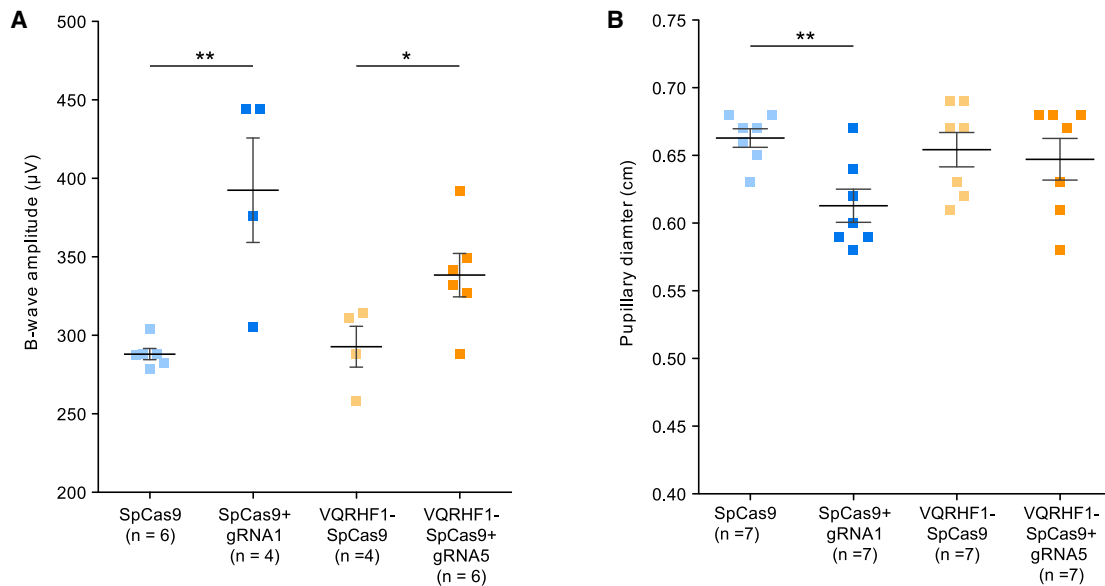 A
B-wave amplitude (µV)
500
450
400
350
300
250
200
**
*
SpCas9
(n = 6)
SpCas9+
gRNA1
(n = 4)
VQRHF1-
SpCas9
(n =4)
VQRHF1-
SpCas9+
gRNA5
(n = 6)
B
Pupillary diamter (cm)
0.75
0.70
0.65
0.60
0.55
0.50
0.45
0.40
**
SpCas9
(n =7)
SpCas9+
gRNA1
(n =7)
VQRHF1-
SpCas9
(n =7)
VQRHF1-
SpCas9+
gRNA5
(n =7)